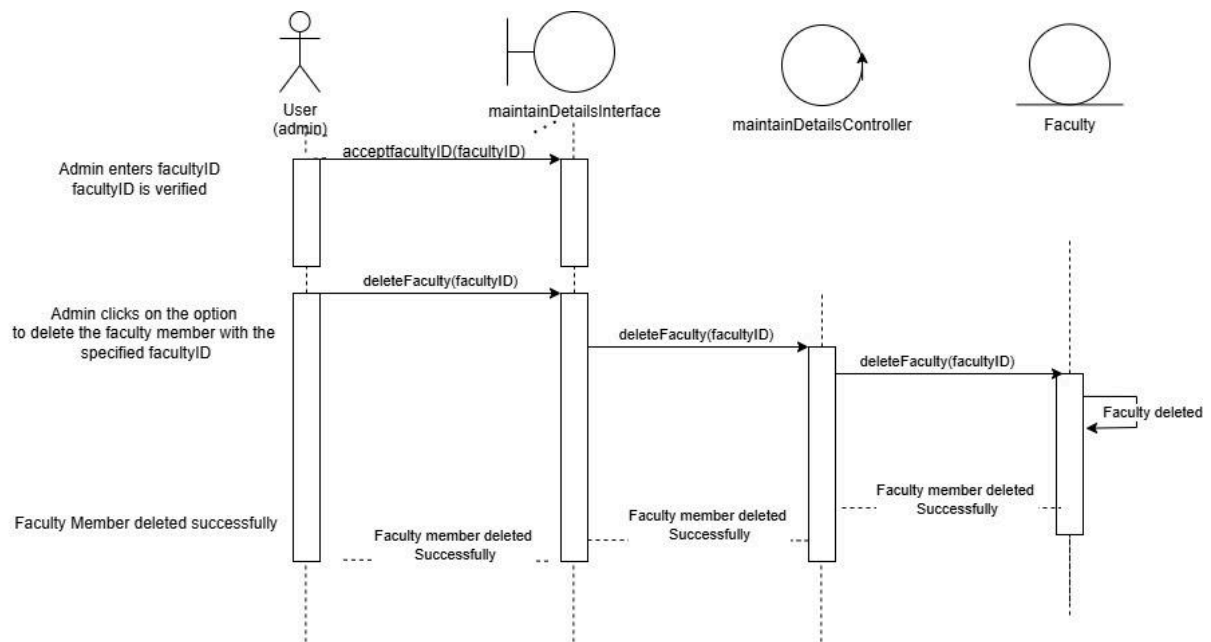 User
(admin)
maintainDetailsInterface
maintainDetailsController
Faculty
Admin enters facultyID
facultyID is verified
acceptfacultyID(facultyID)
Admin clicks on the option
to delete the faculty member with the
specified facultyID
deleteFaculty(facultyID)
deleteFaculty(facultyID)
deleteFaculty(facultyID)
Faculty deleted
Faculty member deleted
Successfully
Faculty member deleted
Successfully
Faculty member deleted
Successfully
Faculty Member deleted successfully